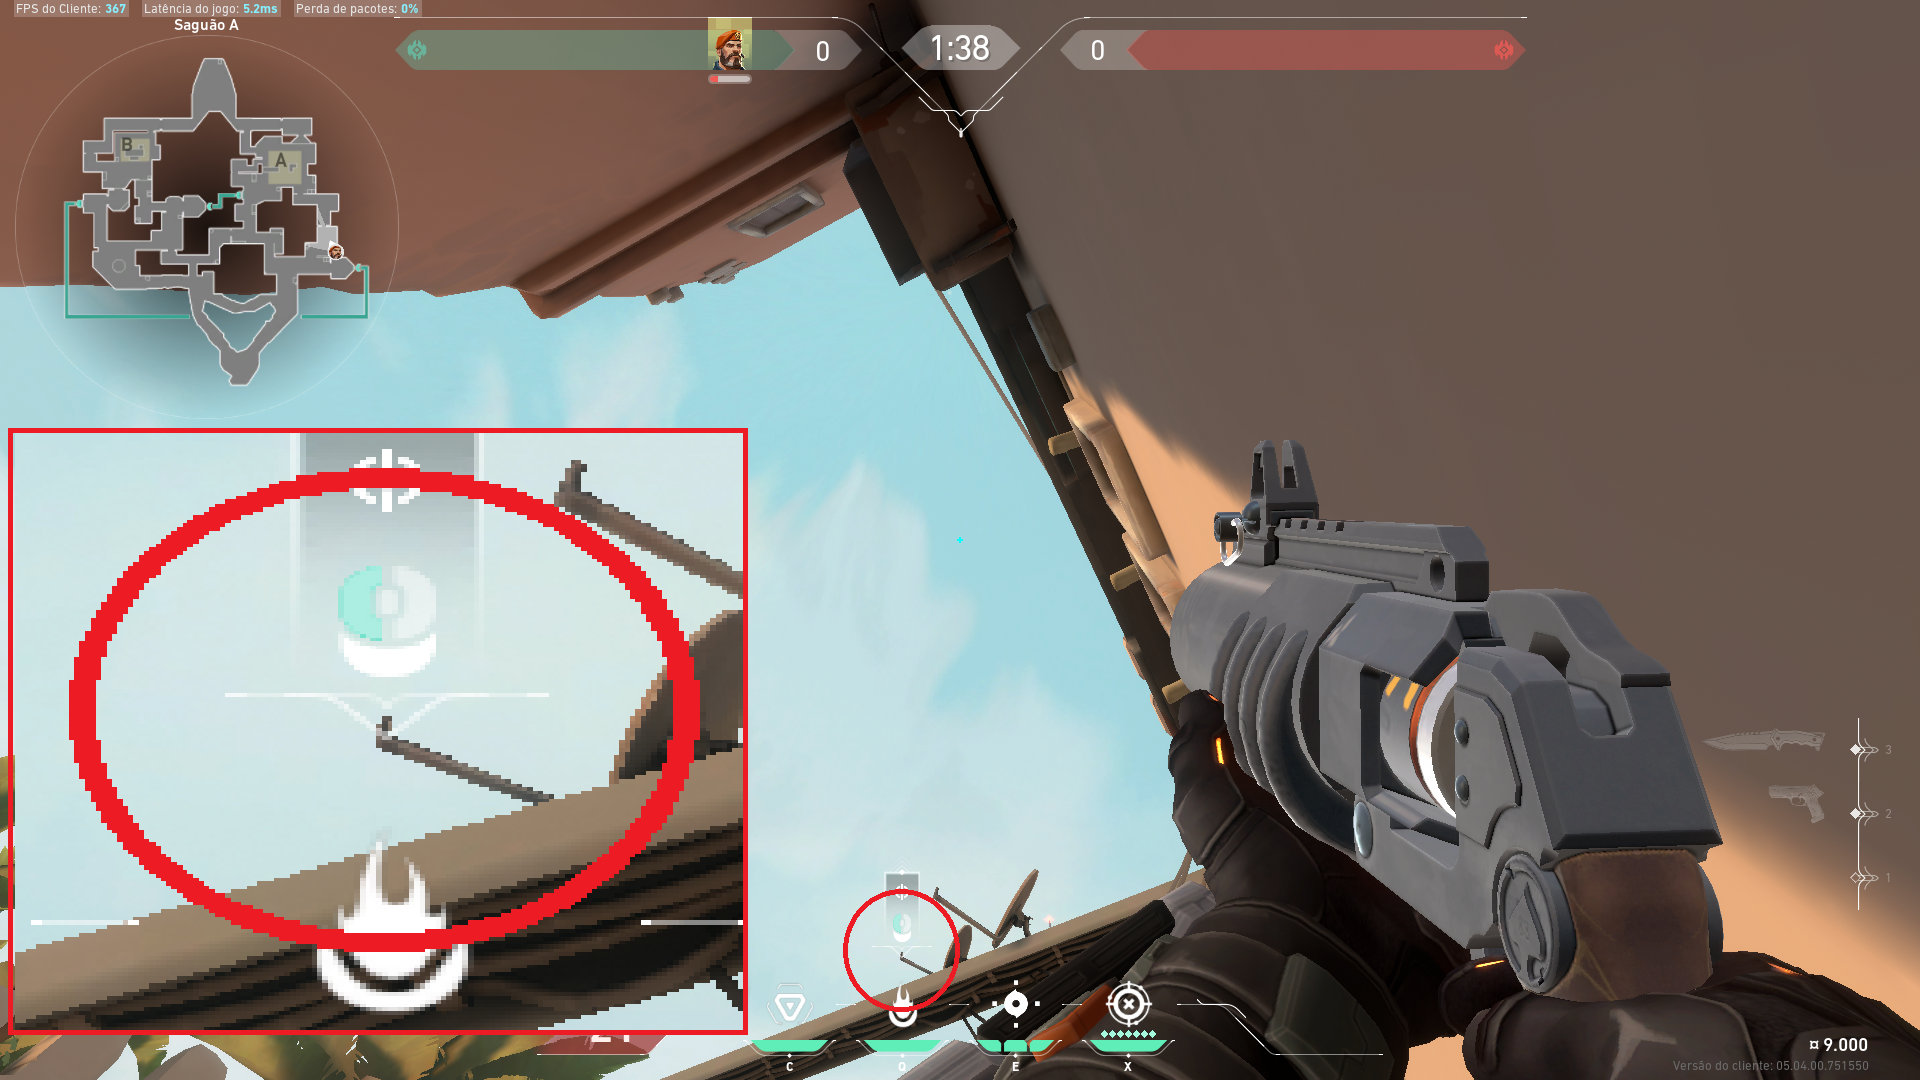 FPS do Cliente: 367 Latência do jogo: 5.2ms Perda de pacotes: 0%
Saguão A
0 1:38 0
B
A
3
2
1
¤ 9.000
C Q E X
Versão do cliente: 05.04.00.751550